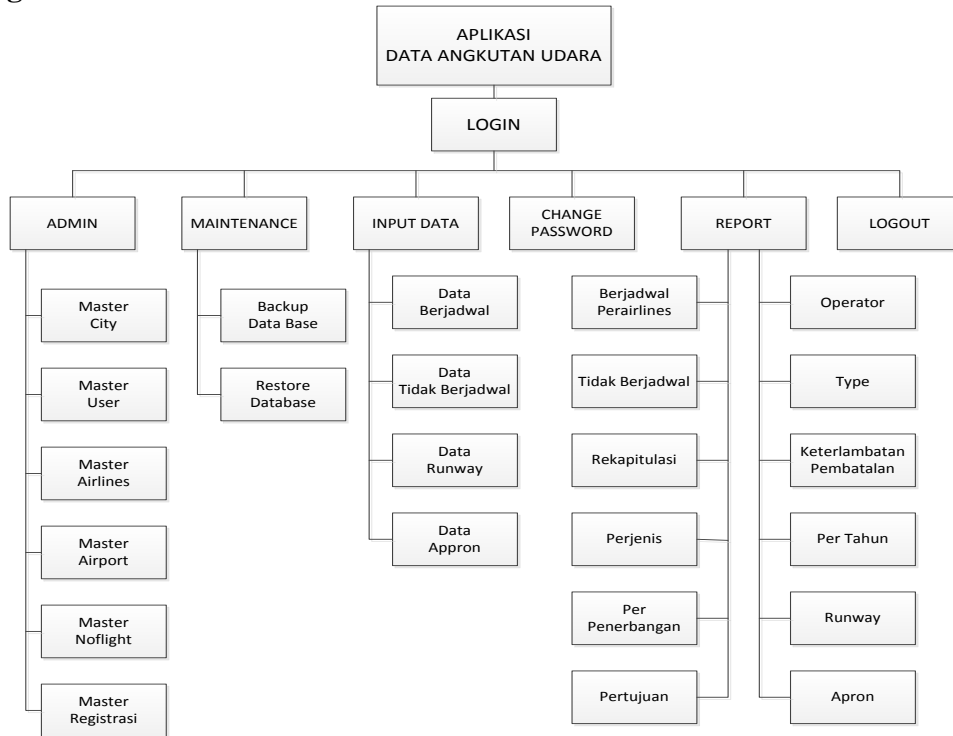 g
APLIKASI
DATA ANGKUTAN UDARA
LOGIN
ADMIN
MAINTENANCE
INPUT DATA
CHANGE
PASSWORD
REPORT
LOGOUT
Master
City
Master
User
Master
Airlines
Master
Airport
Master
Noflight
Master
Registrasi
Backup
Data Base
Restore
Database
Data
Berjadwal
Data
Tidak Berjadwal
Data
Runway
Data
Appron
Berjadwal
Perairlines
Tidak Berjadwal
Rekapitulasi
Perjenis
Per
Penerbangan
Pertujuan
Operator
Type
Keterlambatan
Pembatalan
Per Tahun
Runway
Apron